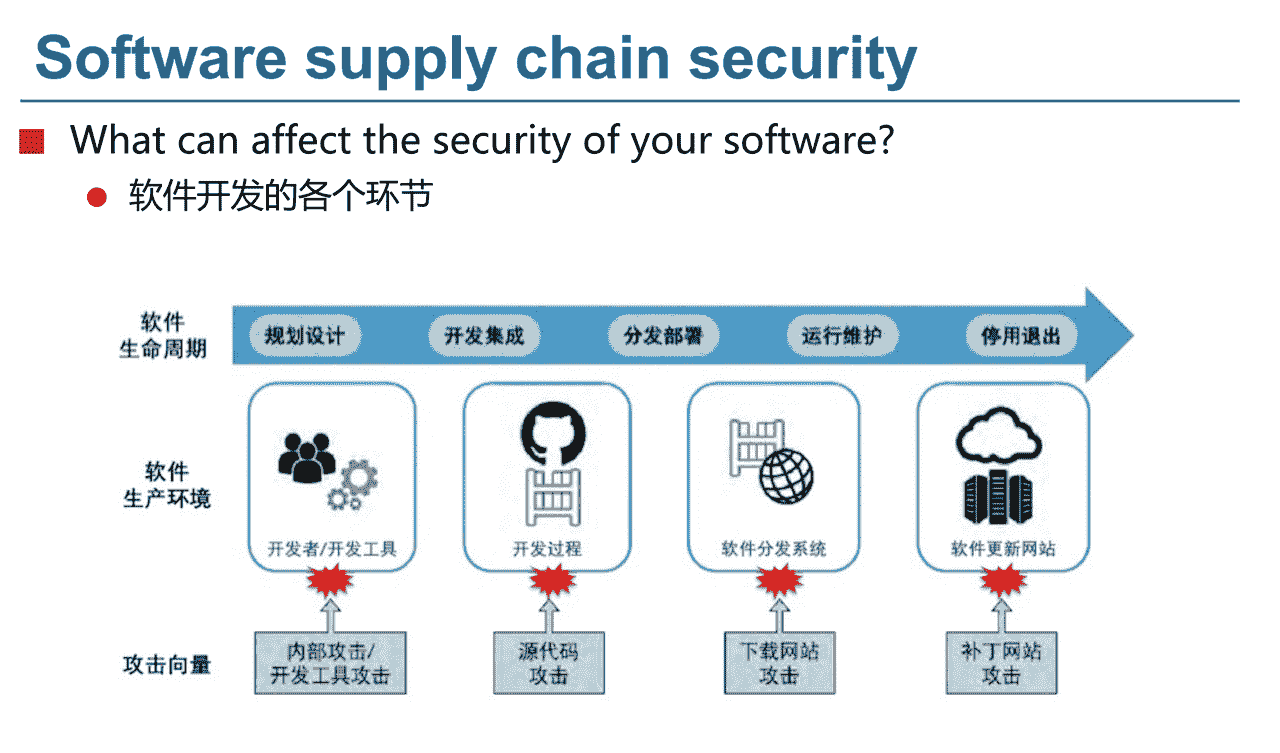 Software supply chain security
What can affect the security of your software?
软件开发的各个环节
软件
生命周期
规划设计
开发集成
分发部署
运行维护
停用退出
软件
生产环境
开发者/开发工具
开发过程
软件分发系统
软件更新网站
攻击向量
内部攻击/
开发工具攻击
源代码
攻击
下载网站
攻击
补丁网站
攻击